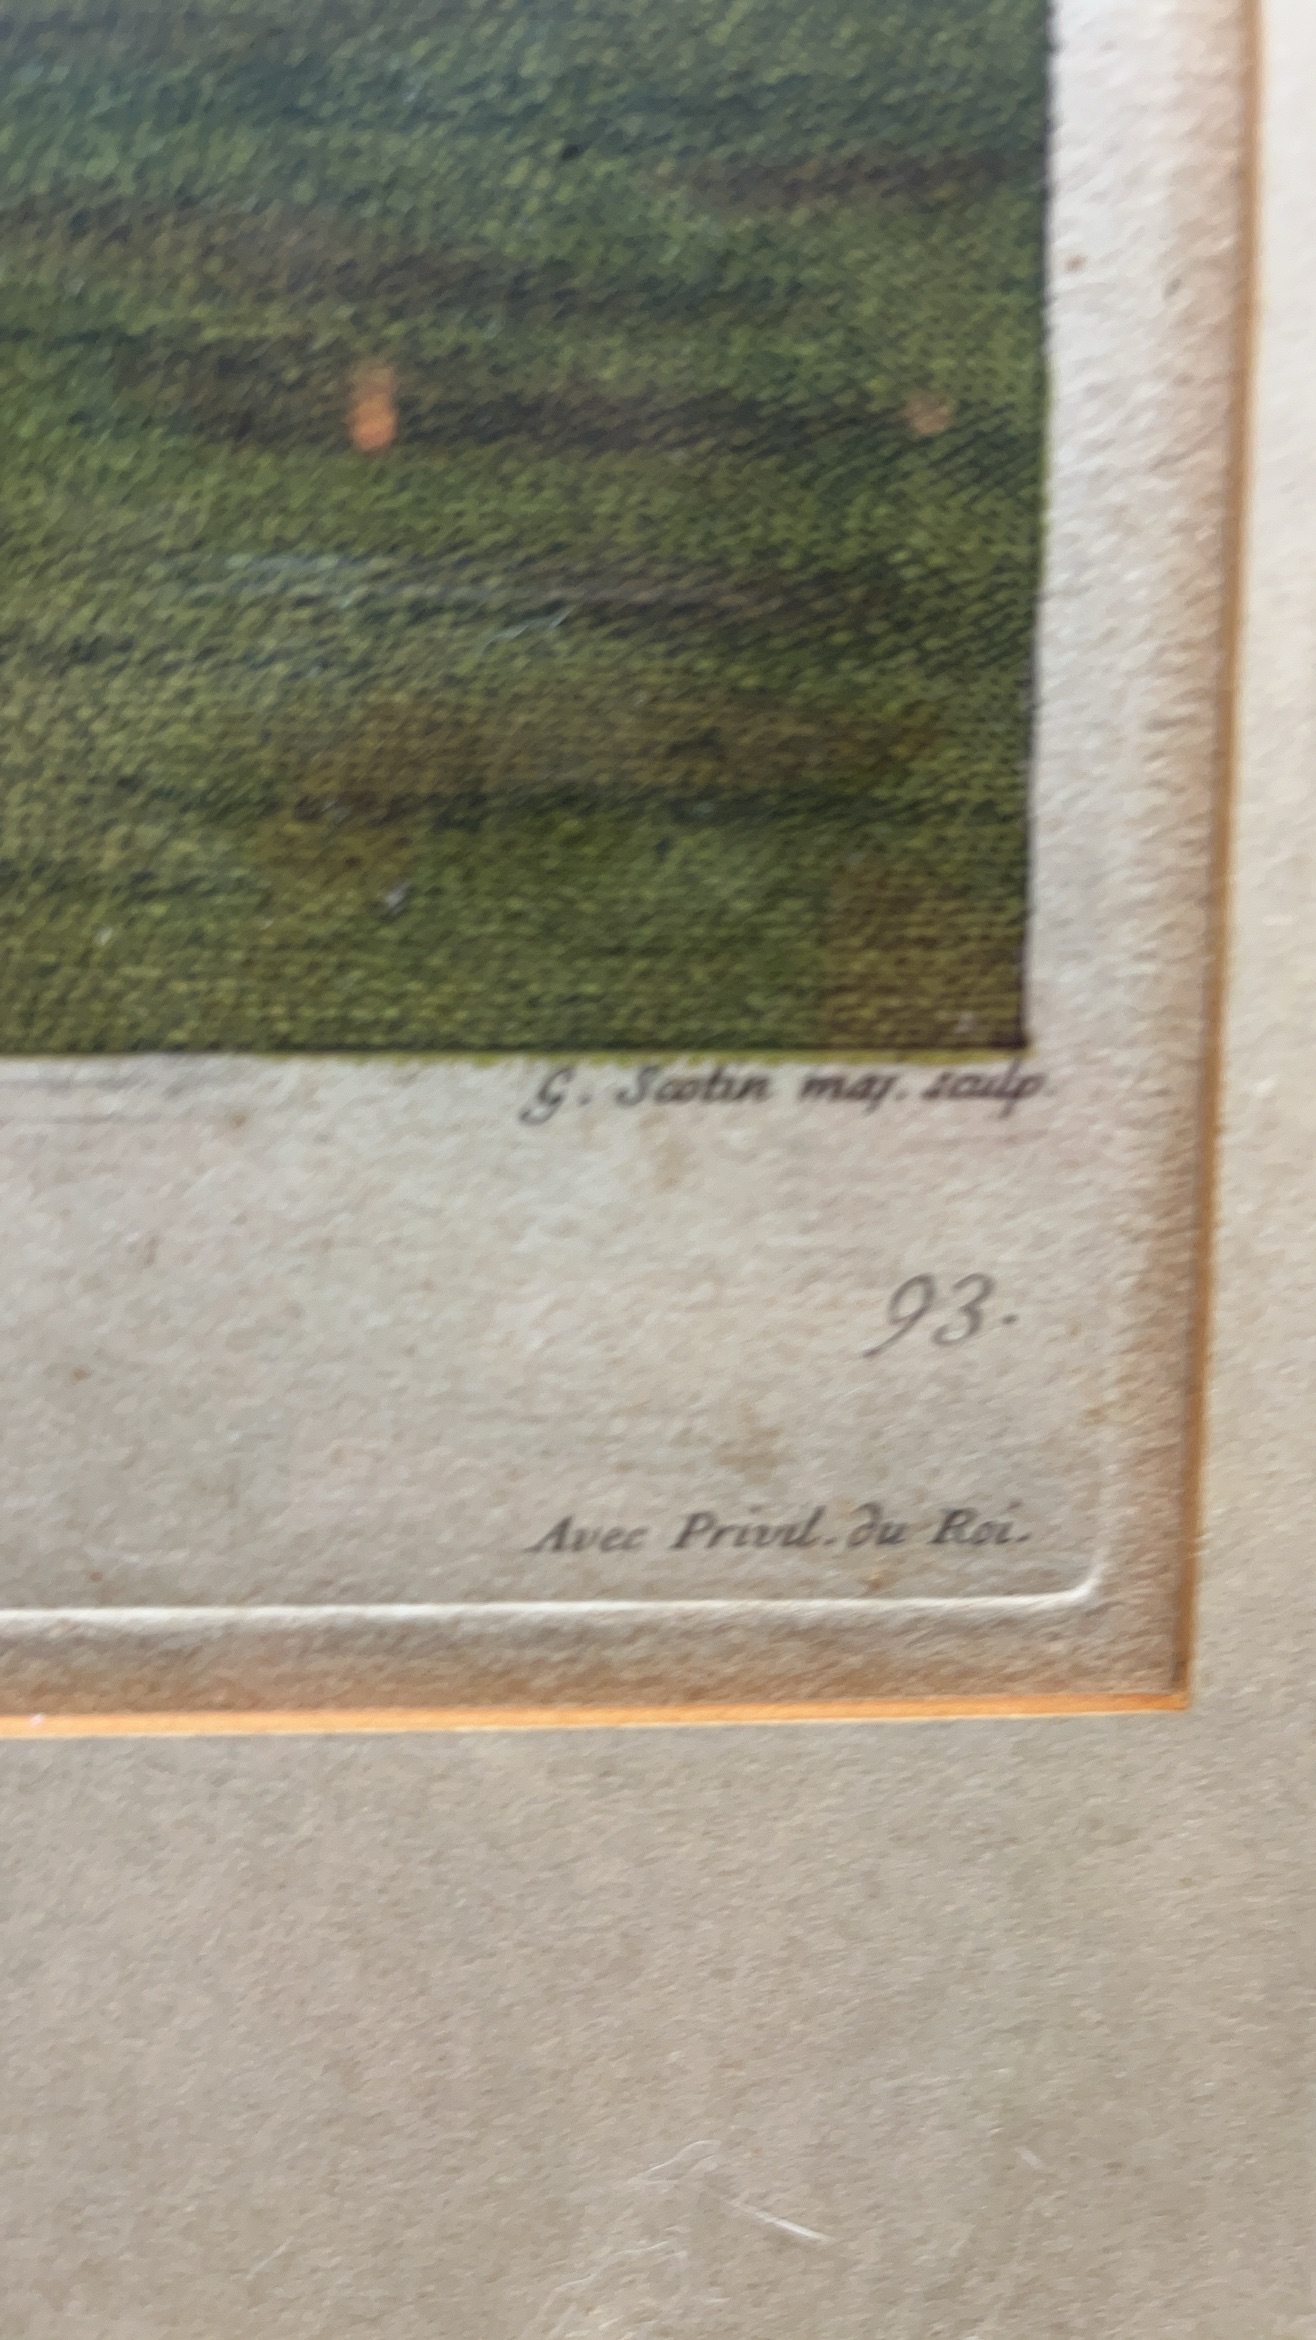 G. Scotin maj. sculp.
93.
Avec Privil. du Roi.